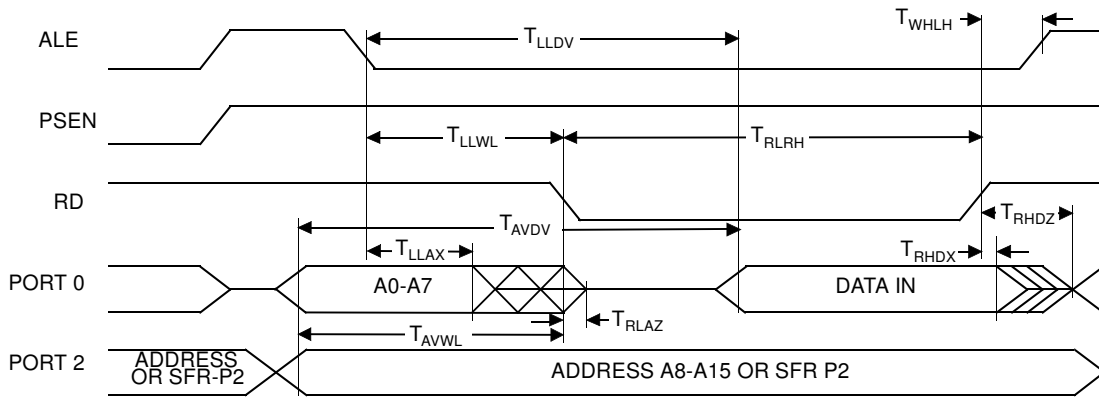 ALE
T_WHLH
T_LLDV
PSEN
T_LLWL
T_RLRH
RD
T_AVDV
T_RHDZ
T_LLAX
T_RHDX
PORT 0
A0-A7
DATA IN
T_RLAZ
T_AVWL
PORT 2
ADDRESS
OR SFR-P2
ADDRESS A8-A15 OR SFR P2